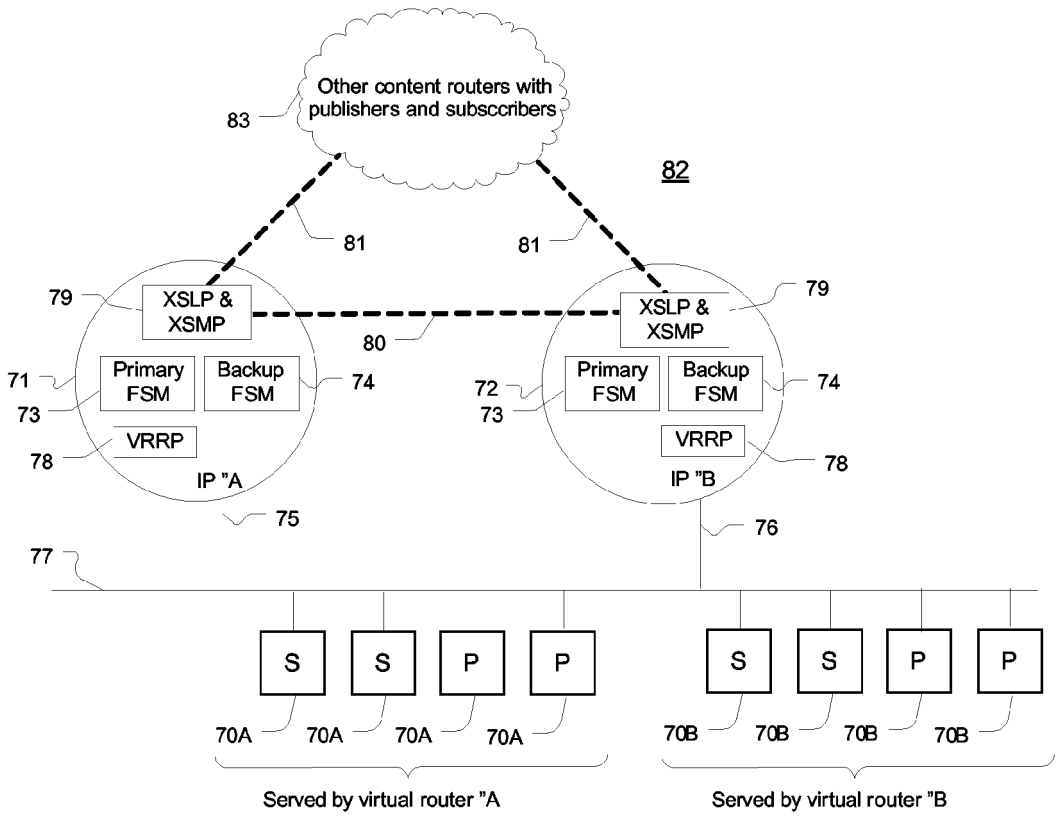 Other content routers with
publishers and subsccribers
83
82
81
81
79
XSLP &
XSMP
XSLP &
XSMP
79
80
71
Primary
FSM
Backup
FSM
74
72
Primary
FSM
Backup
FSM
74
73
73
VRRP
VRRP
78
78
IP "A
IP "B
75
76
77
S
S
P
P
S
S
P
P
70A
70A
70A
70A
70B
70B
70B
70B
Served by virtual router "A
Served by virtual router "B